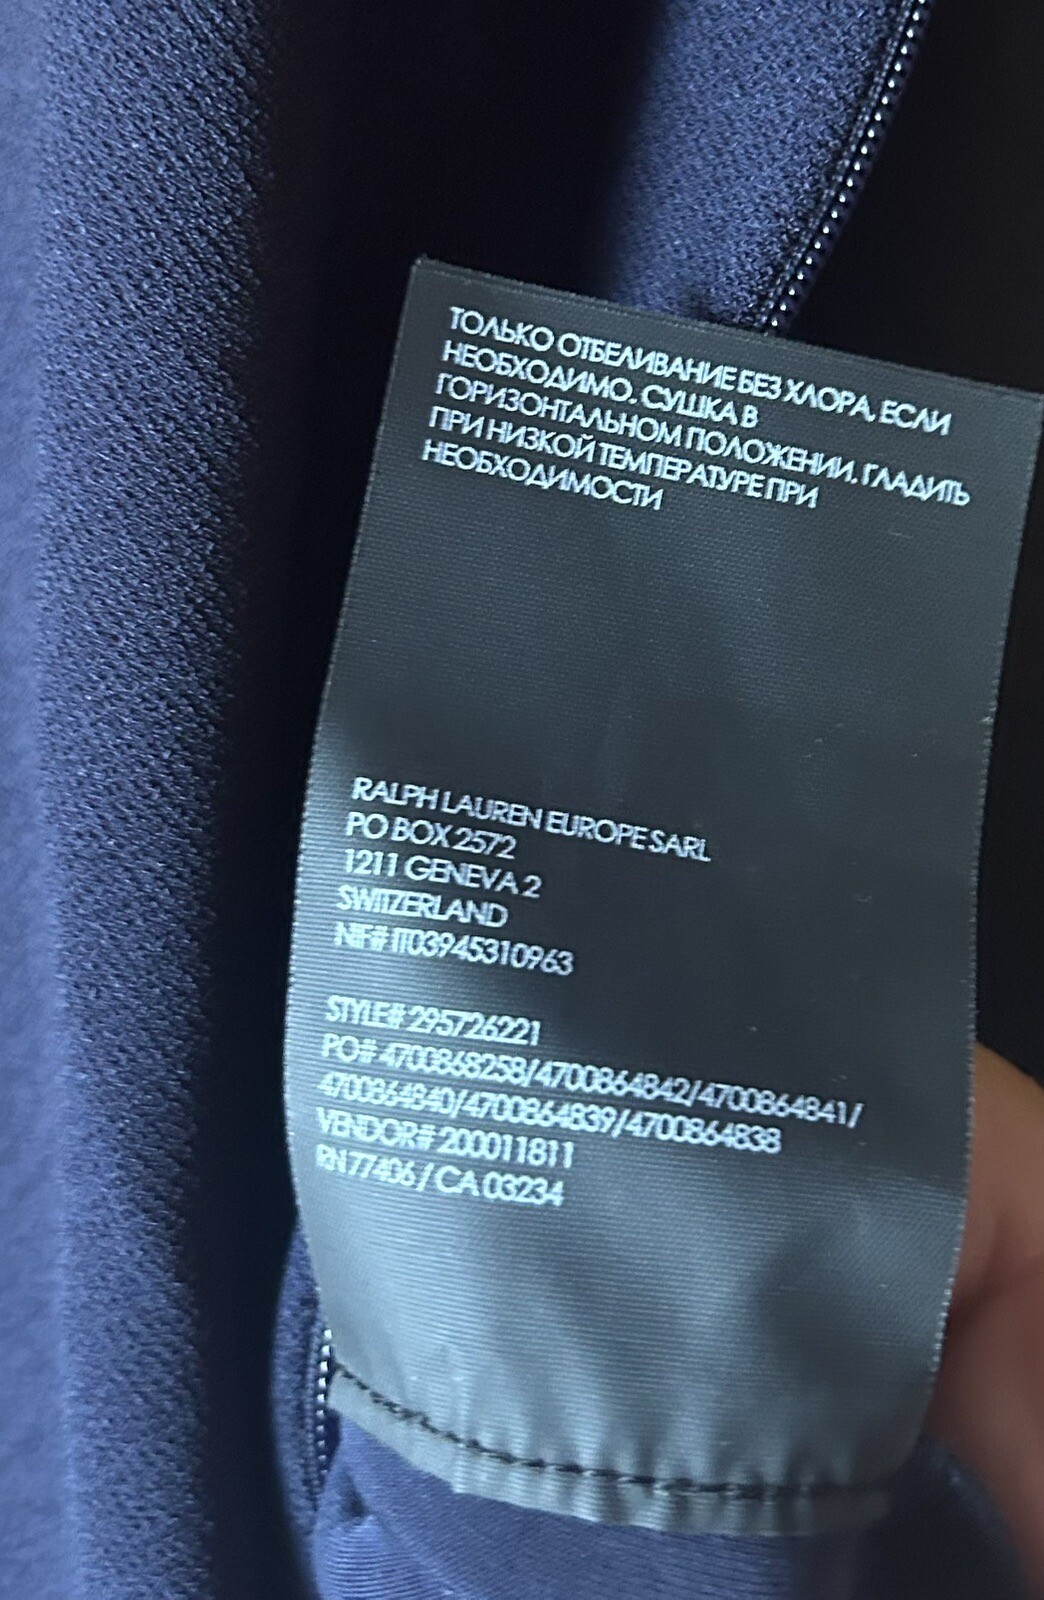 ТОЛЬКО ОТБЕЛИВАНИЕ БЕЗ ХЛОРА, ЕСЛИ
НЕОБХОДИМО. СУШКА В
ГОРИЗОНТАЛЬНОМ ПОЛОЖЕНИИ. ГЛАДИТЬ
ПРИ НИЗКОЙ ТЕМПЕРАТУРЕ ПРИ
НЕОБХОДИМОСТИ
RALPH LAUREN EUROPE SARL
PO BOX 2572
1211 GENEVA 2
SWITZERLAND
NIF# IT03945310963
STYLE# 295726221
PO# 4700868258/4700864842/4700864841/
4700864840/4700864839/4700864838
VENDOR# 200011811
RN 77406 / CA 03234